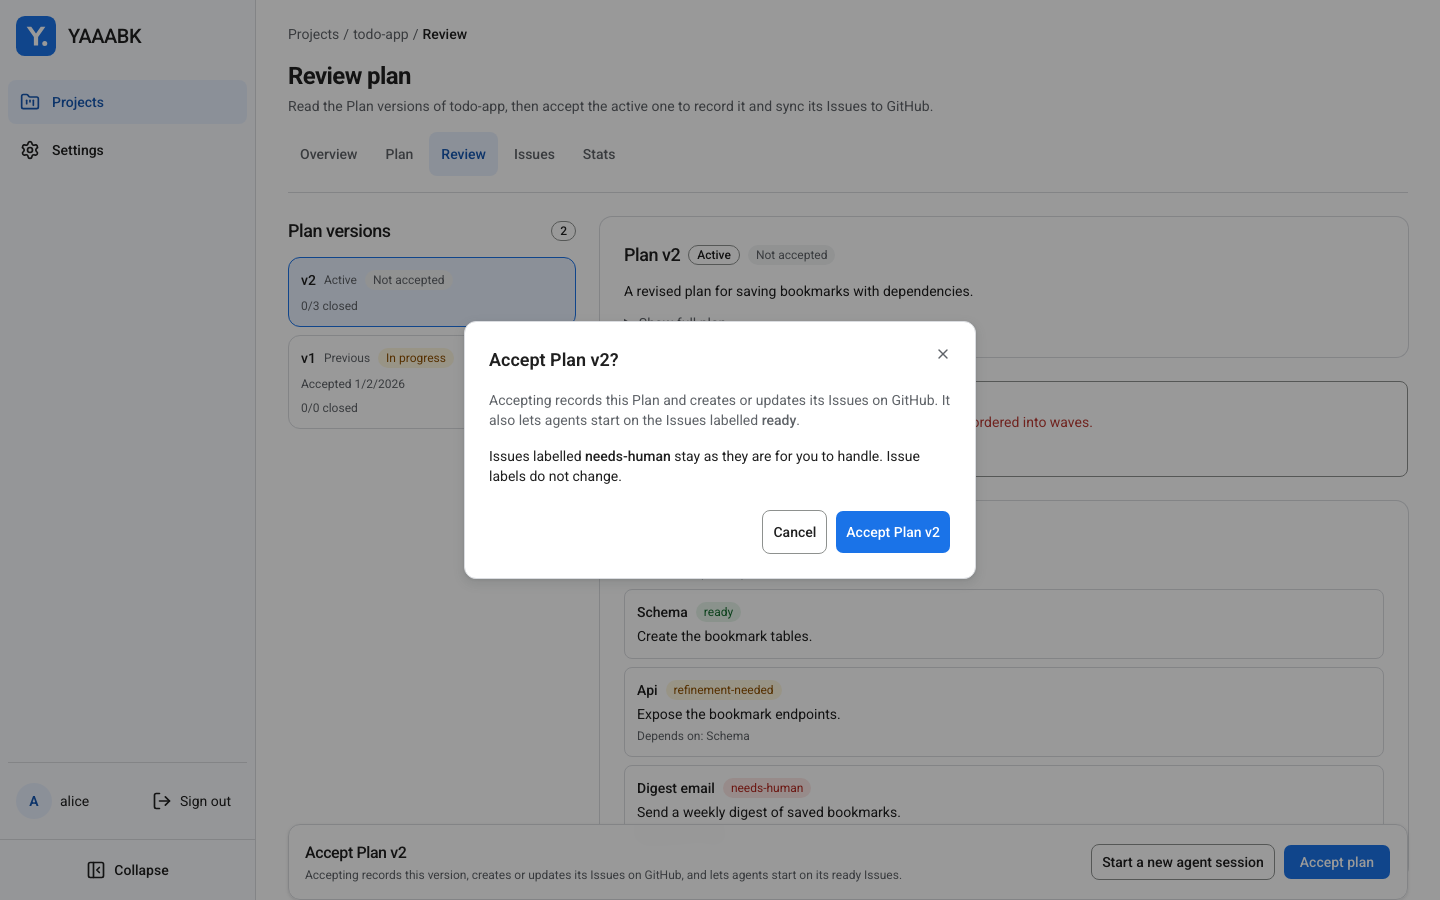 Y.
YAAABK
Projects
Settings
A
alice
Sign out
Collapse
Projects / todo-app / Review
Review plan
Read the Plan versions of todo-app, then accept the active one to record it and sync its Issues to GitHub.
Overview
Plan
Review
Issues
Stats
Plan versions
2
v2 Active Not accepted
0/3 closed
v1 Previous In progress
Accepted 1/2/2026
0/0 closed
Plan v2 Active Not accepted
A revised plan for saving bookmarks with dependencies.
ordered into waves.
Accept Plan v2?
Accepting records this Plan and creates or updates its Issues on GitHub. It
also lets agents start on the Issues labelled ready.
Issues labelled needs-human stay as they are for you to handle. Issue
labels do not change.
Cancel
Accept Plan v2
Schema ready
Create the bookmark tables.
Api refinement-needed
Expose the bookmark endpoints.
Depends on: Schema
Digest email needs-human
Send a weekly digest of saved bookmarks.
Accept Plan v2
Accepting records this version, creates or updates its Issues on GitHub, and lets agents start on its ready Issues.
Start a new agent session
Accept plan